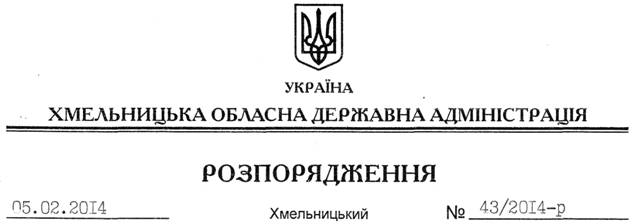 УКРАЇНА
ХМЕЛЬНИЦЬКА ОБЛАСНА ДЕРЖАВНА АДМІНІСТРАЦІЯ
РОЗПОРЯДЖЕННЯ
05.02.2014 Хмельницький № 43/2014-р